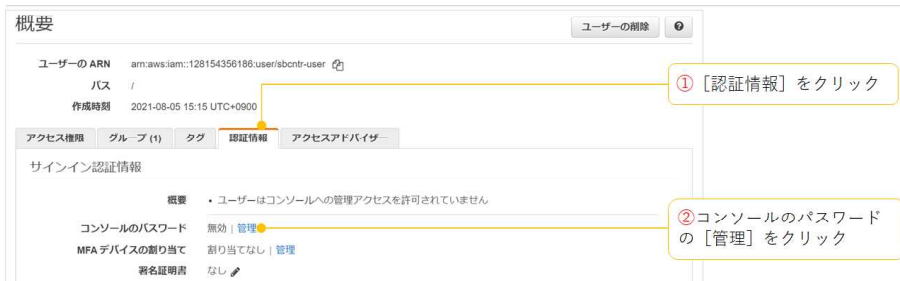 概要
ユーザーの削除
ユーザーの ARN arn:aws:iam::128154356186:user/sbcntr-user
パス /
作成時刻 2021-08-05 15:15 UTC+0900
①［認証情報］をクリック
アクセス権限 グループ (1) タグ 認証情報 アクセスアドバイザー
サインイン認証情報
概要 • ユーザーはコンソールへの管理アクセスを許可されていません
コンソールのパスワード 無効 | 管理
②コンソールのパスワード
の［管理］をクリック
MFA デバイスの割り当て 割り当てなし | 管理
署名証明書 なし